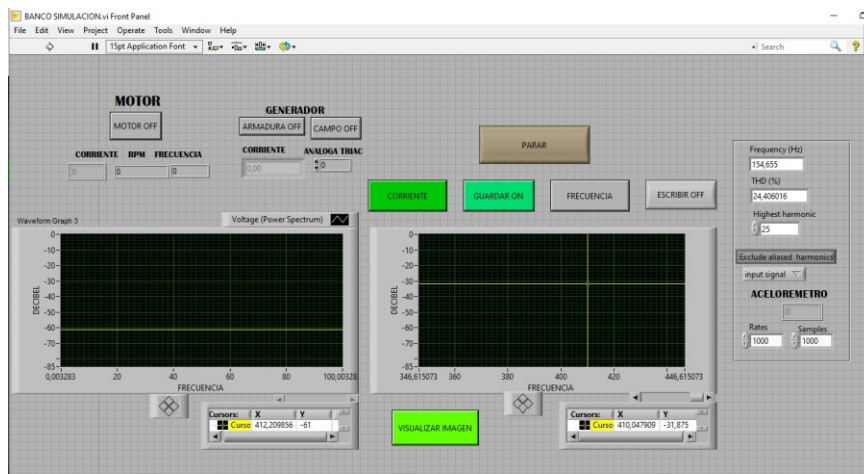 BANCO SIMULACION.vi Front Panel
File Edit View Project Operate Tools Window Help
15pt Application Font
Search
MOTOR
MOTOR OFF
CORRIENTE RPM FRECUENCIA
0 0 0
GENERADOR
ARMADURA OFF CAMPO OFF
CORRIENTE ANALOGA TRIAC
0,00 0
PARAR
CORRIENTE GUARDAR ON FRECUENCIA ESCRIBIR OFF
Frequency (Hz)
154,655
THD (%)
24,406016
Highest harmonic
25
Exclude aliased harmonics
input signal
ACELOREMETRO
0
Rates Samples
1000 1000
Waveform Graph 3 Voltage (Power Spectrum)
DECIBEL
0-
-10-
-20-
-30-
-40-
-50-
-60-
-70-
-85-
0,003283 20 40 60 80 100,00328
FRECUENCIA
Cursors: X Y
Curso 412,209856 -61
DECIBEL
0-
-10-
-20-
-30-
-40-
-50-
-60-
-70-
-85-
346,615073 360 380 400 420 446,615073
FRECUENCIA
Cursors: X Y
Curso 410,047909 -31,875
VISUALIZAR IMAGEN